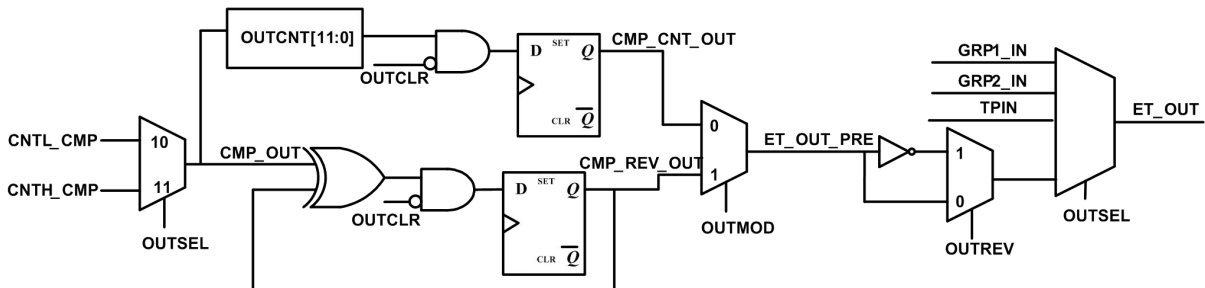 OUTCNT[11:0]
OUTCLR
D SET Q
CLR Q
CMP_CNT_OUT
CNTL_CMP
CNTH_CMP
10
11
OUTSEL
CMP_OUT
OUTCLR
D SET Q
CLR Q
CMP_REV_OUT
0
1
OUTMOD
ET_OUT_PRE
1
0
OUTREV
GRP1_IN
GRP2_IN
TPIN
OUTSEL
ET_OUT